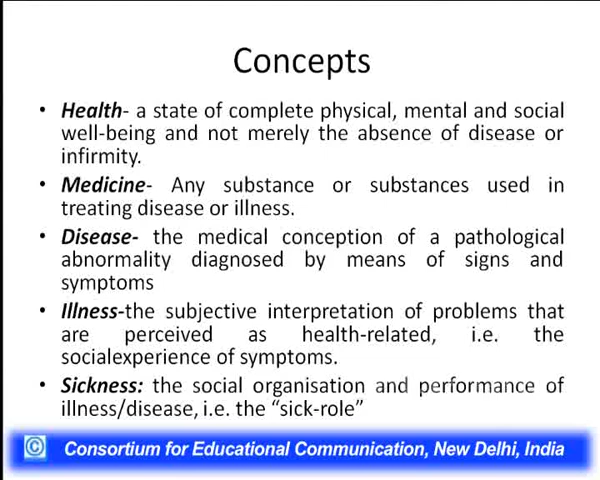 Concepts
• Health- a state of complete physical, mental and social
well-being and not merely the absence of disease or
infirmity.
• Medicine- Any substance or substances used in
treating disease or illness.
• Disease- the medical conception of a pathological
abnormality diagnosed by means of signs and
symptoms
• Illness-the subjective interpretation of problems that
are perceived as health-related, i.e. the
socialexperience of symptoms.
• Sickness: the social organisation and performance of
illness/disease, i.e. the “sick-role”
© Consortium for Educational Communication, New Delhi, India